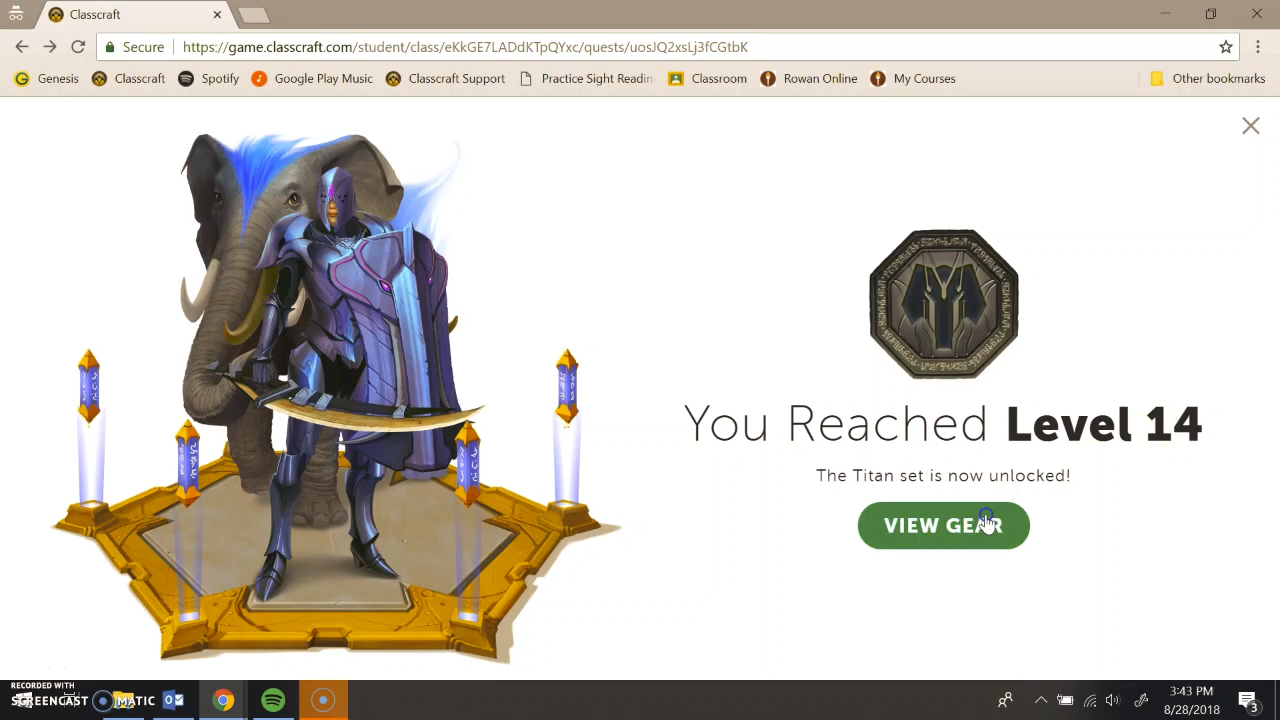 Classcraft
Secure https://game.classcraft.com/student/class/eKkGE7LADdKTpQYxc/quests/uosJQ2xsLj3fCGtbK
Genesis Classcraft Spotify Google Play Music Classcraft Support Practice Sight Readin Classroom Rowan Online My Courses Other bookmarks
You Reached Level 14
The Titan set is now unlocked!
VIEW GEAR
RECORDED WITH
SCREENCAST MATIC
3:43 PM
8/28/2018
3